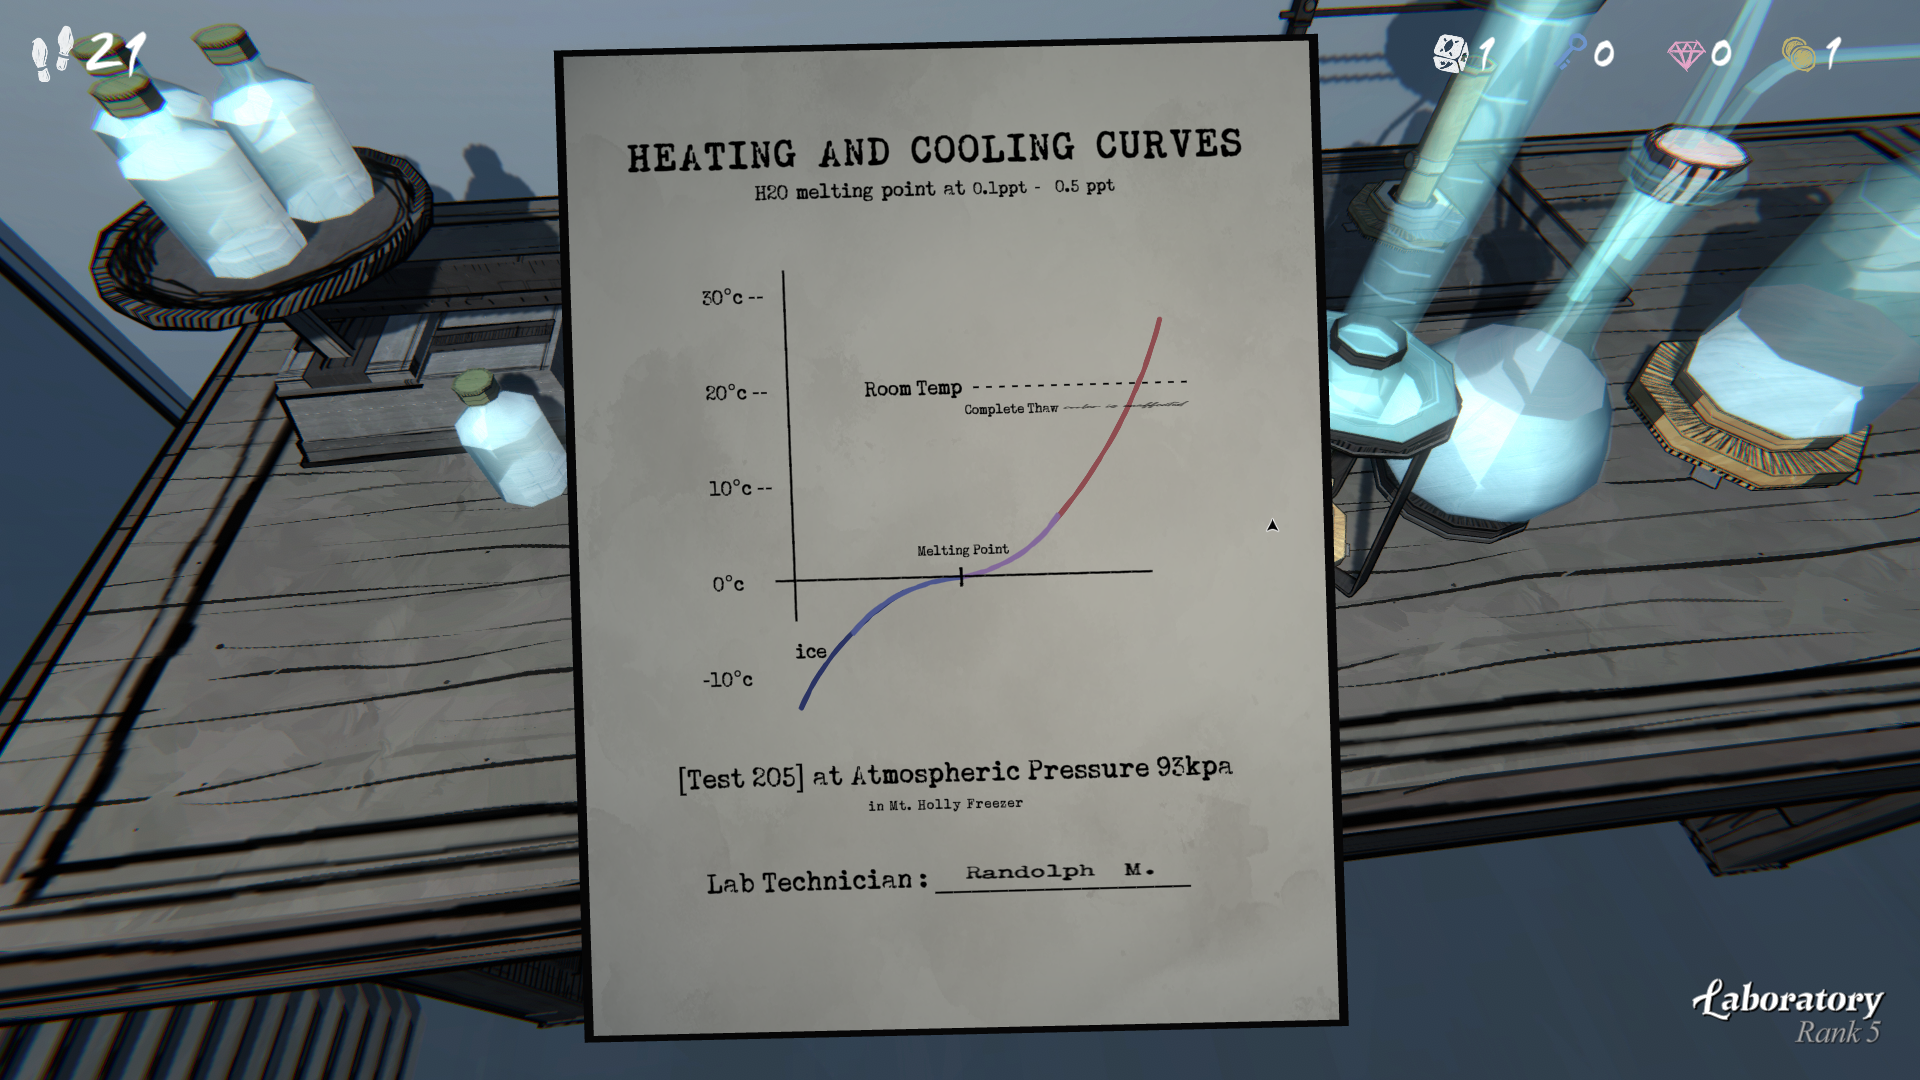 21
1
0
0
1
HEATING AND COOLING CURVES
H2O melting point at 0.1ppt - 0.5 ppt
30°c --
20°c --
Room Temp
Complete Thaw
10°c --
Melting Point
0°c
ice
-10°c
[Test 205] at Atmospheric Pressure 93kpa
in Mt. Holly Freezer
Lab Technician: Randolph M.
Laboratory
Rank 5